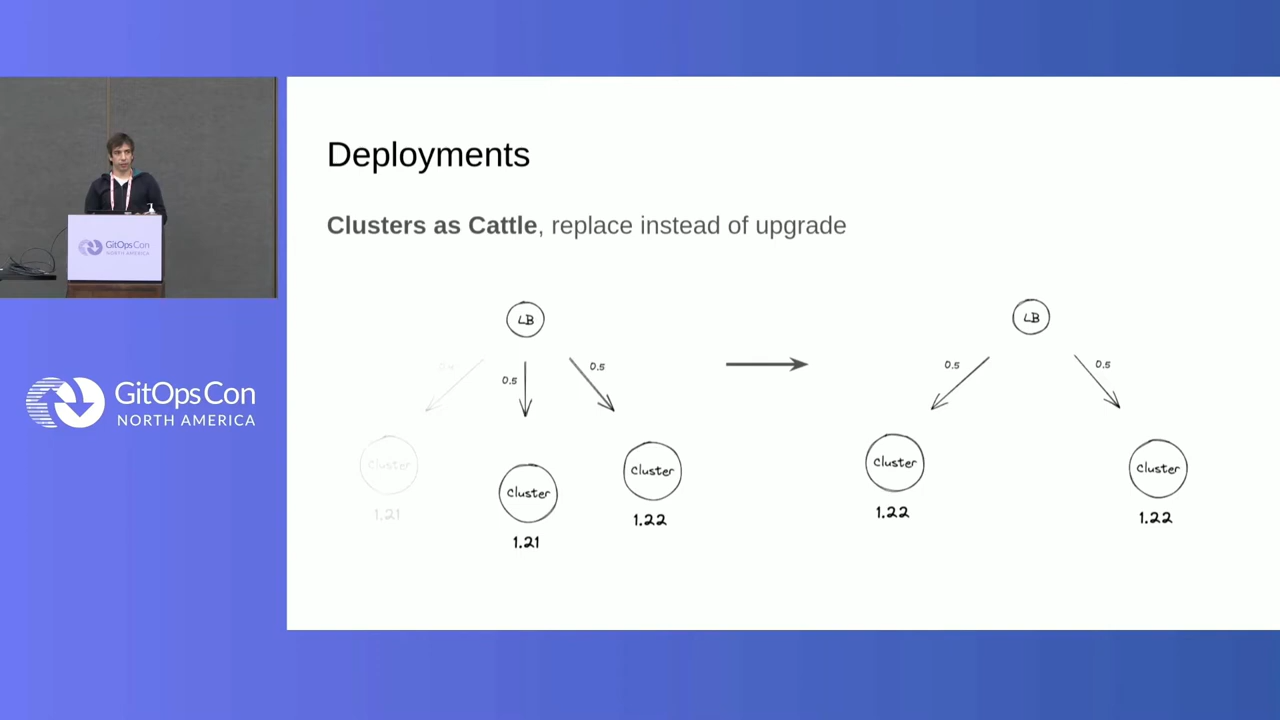 Deployments
Clusters as Cattle, replace instead of upgrade
LB
0.5
0.5
Cluster
1.21
Cluster
1.21
Cluster
1.22
LB
0.5
0.5
Cluster
1.22
Cluster
1.22
GitOpsCon
NORTH AMERICA
GitOpsCon
NORTH AMERICA